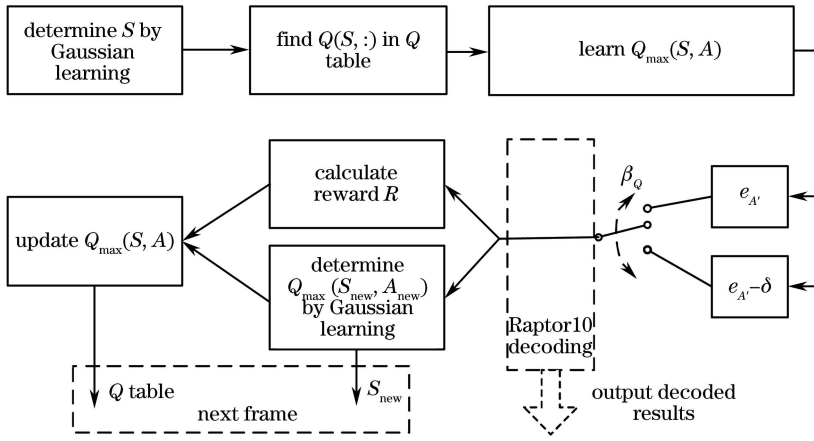 determine S by
Gaussian
learning
find Q(S, :) in Q
table
learn Q_max(S, A)
calculate
reward R
β_Q
e_A′
update Q_max(S, A)
determine
Q_max (S_new, A_new)
by Gaussian
learning
e_A′−δ
Raptor10
decoding
Q table
S_new
next frame
output decoded
results